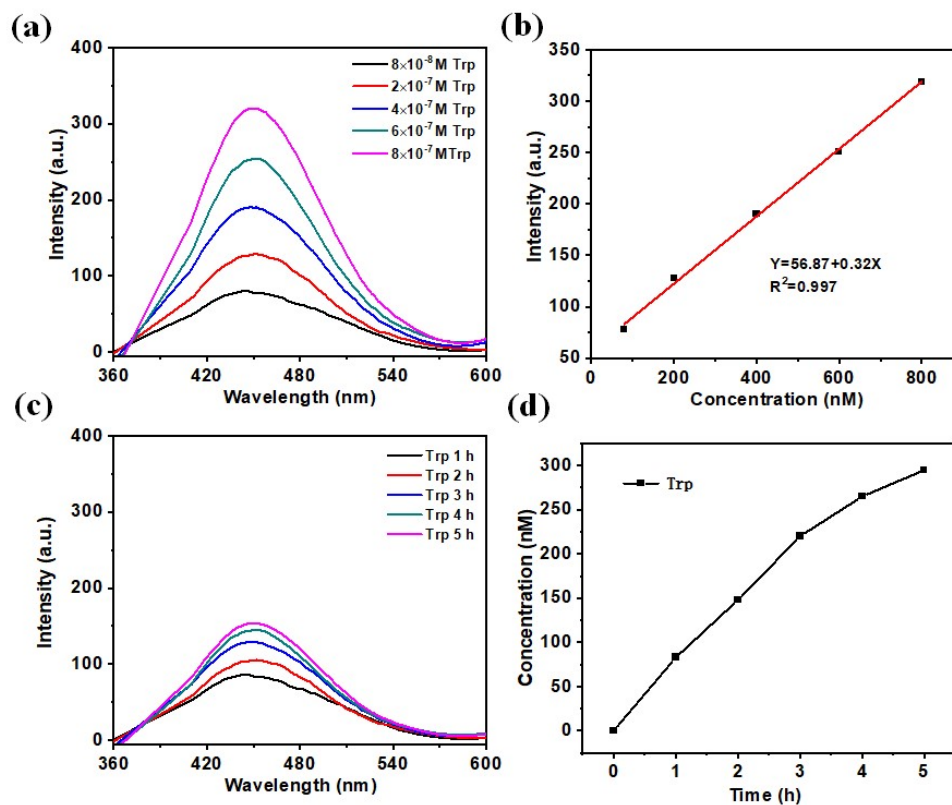 (a)
400
300
200
100
0
Intensity (a.u.)
8×10⁻⁸ M Trp
2×10⁻⁷ M Trp
4×10⁻⁷ M Trp
6×10⁻⁷ M Trp
8×10⁻⁷ MTrp
360 420 480 540 600
Wavelength (nm)
(b)
350
300
250
200
150
100
50
Intensity (a.u.)
Y=56.87+0.32X
R²=0.997
0 200 400 600 800
Concentration (nM)
(c)
400
300
200
100
0
Intensity (a.u.)
Trp 1 h
Trp 2 h
Trp 3 h
Trp 4 h
Trp 5 h
360 420 480 540 600
Wavelength (nm)
(d)
300
250
200
150
100
50
0
Concentration (nM)
Trp
0 1 2 3 4 5
Time (h)